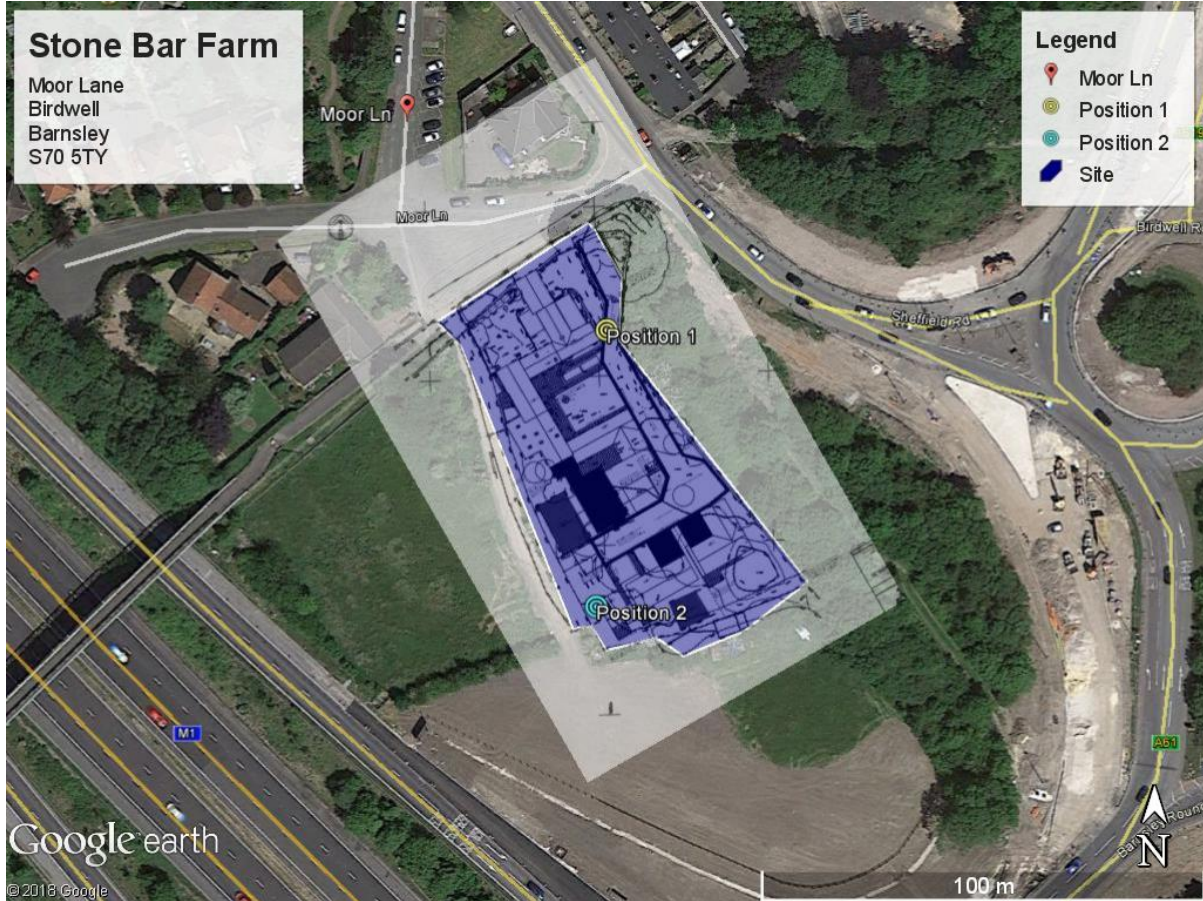 Stone Bar Farm
Moor Lane
Birdwell
Barnsley
S70 5TY
Legend
Moor Ln
Position 1
Position 2
Site
Moor Ln
Moor Ln
Birdwell
Sheffield Rd
Position 1
Position 2
M1
A61
Google earth
© 2018 Google
100 m
N